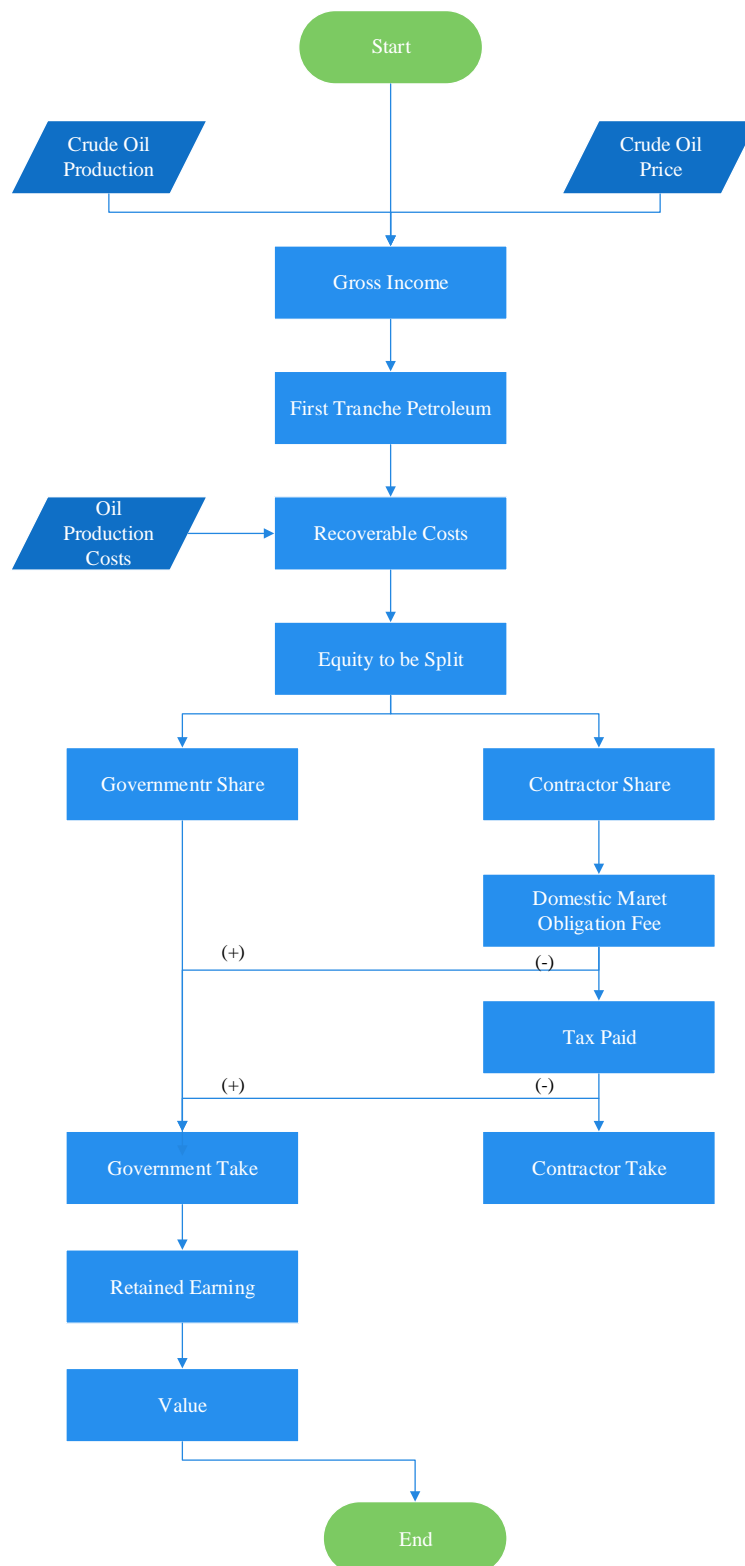 Start
Crude Oil
Production
Crude Oil
Price
Gross Income
First Tranche Petroleum
Oil
Production
Costs
Recoverable Costs
Equity to be Split
Governmentr Share
Contractor Share
Domestic Maret
Obligation Fee
(+)
(-)
Tax Paid
(+)
(-)
Government Take
Contractor Take
Retained Earning
Value
End